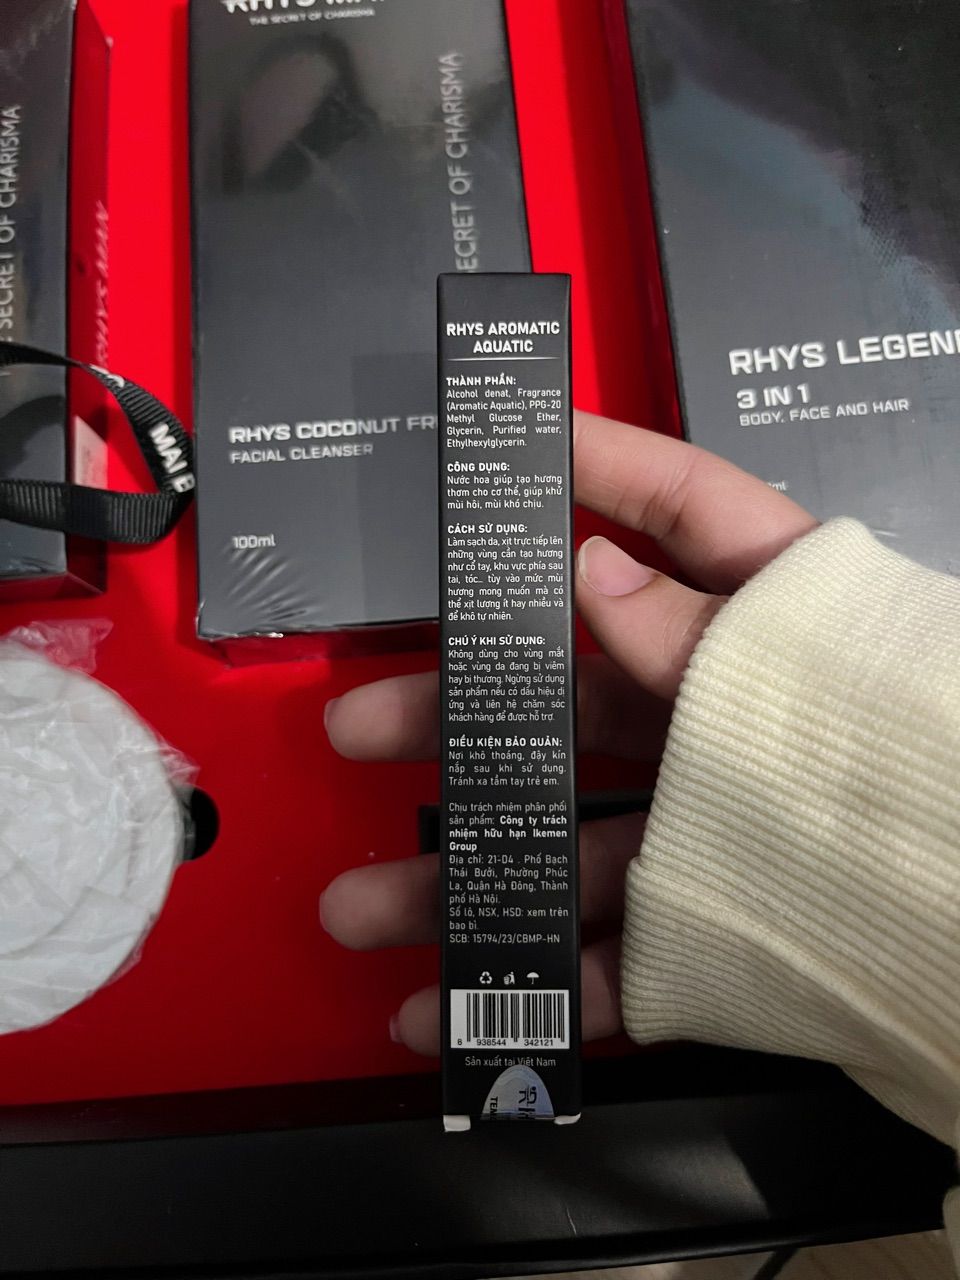 THE SECRET OF CHARISMA
SECRET OF CHARISMA
RHYS MAN
SECRET OF CHARISMA
RHYS COCONUT
FACIAL CLEANSER
100ml
RHYS LEGEN
3 IN 1
BODY, FACE AND HAIR
ml
MAI
RHYS AROMATIC
AQUATIC
THÀNH PHẦN:
Alcohol denat, Fragrance
(Aromatic Aquatic), PPG-20
Methyl Glucose Ether,
Glycerin, Purified water,
Ethylhexylglycerin.
CÔNG DỤNG:
Nước hoa giúp tạo hương
thơm cho cơ thể, giúp khử
mùi hôi, mùi khó chịu.
CÁCH SỬ DỤNG:
Làm sạch da, xịt trực tiếp lên
những vùng cần tạo hương
như cổ tay, khu vực phía sau
tai, tóc... tùy vào mức mùi
hương mong muốn mà có
thể xịt lượng ít hay nhiều và
để khô tự nhiên.
CHÚ Ý KHI SỬ DỤNG:
Không dùng cho vùng mắt
hoặc vùng da đang bị viêm
hay bị thương. Ngừng sử dụng
sản phẩm nếu có dấu hiệu dị
ứng và liên hệ chăm sóc
khách hàng để được hỗ trợ.
ĐIỀU KIỆN BẢO QUẢN:
Nơi khô thoáng, đậy kín
nắp sau khi sử dụng.
Tránh xa tầm tay trẻ em.
Chịu trách nhiệm phân phối
sản phẩm: Công ty trách
nhiệm hữu hạn Ikemen
Group
Địa chỉ: 21-04 . Phố Bạch
Thái Bưởi, Phường Phúc
La, Quận Hà Đông, Thành
phố Hà Nội.
Số lô, NSX, HSD: xem trên
bao bì.
SCB: 15794/23/CBMP-HN
8 938544 342121
Sản xuất tại Việt Nam